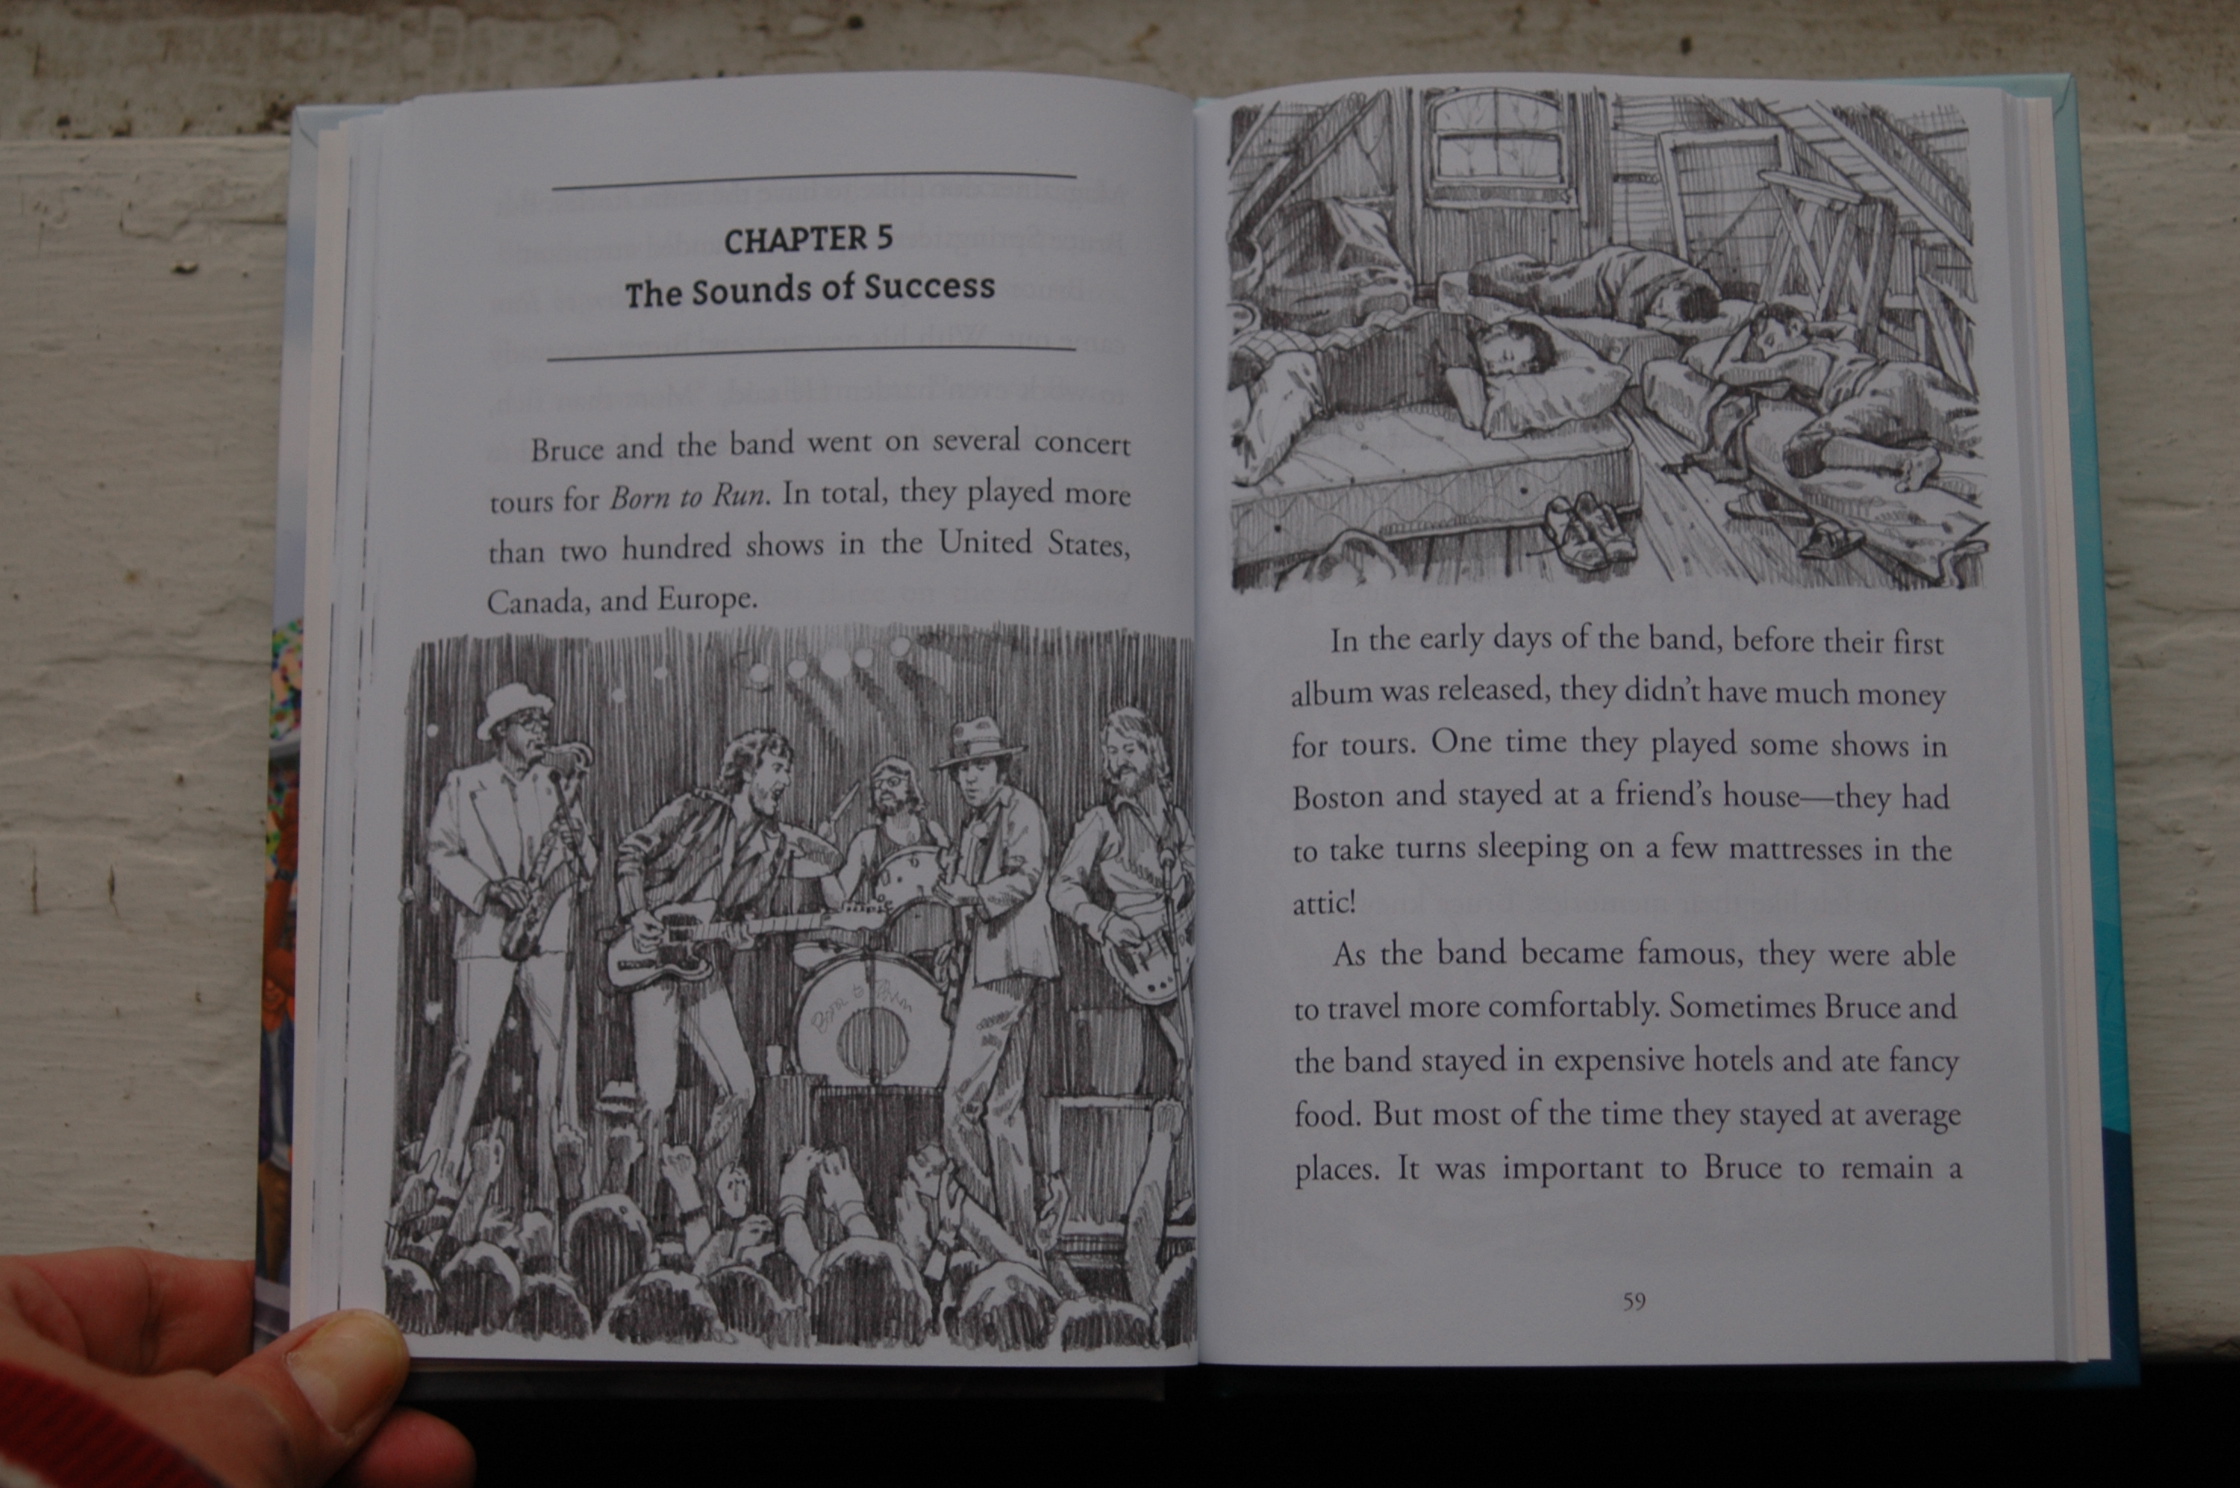 CHAPTER 5
The Sounds of Success
Bruce and the band went on several concert
tours for Born to Run. In total, they played more
than two hundred shows in the United States,
Canada, and Europe.
In the early days of the band, before their first
album was released, they didn't have much money
for tours. One time they played some shows in
Boston and stayed at a friend's house—they had
to take turns sleeping on a few mattresses in the
attic!
As the band became famous, they were able
to travel more comfortably. Sometimes Bruce and
the band stayed in expensive hotels and ate fancy
food. But most of the time they stayed at average
places. It was important to Bruce to remain a
59